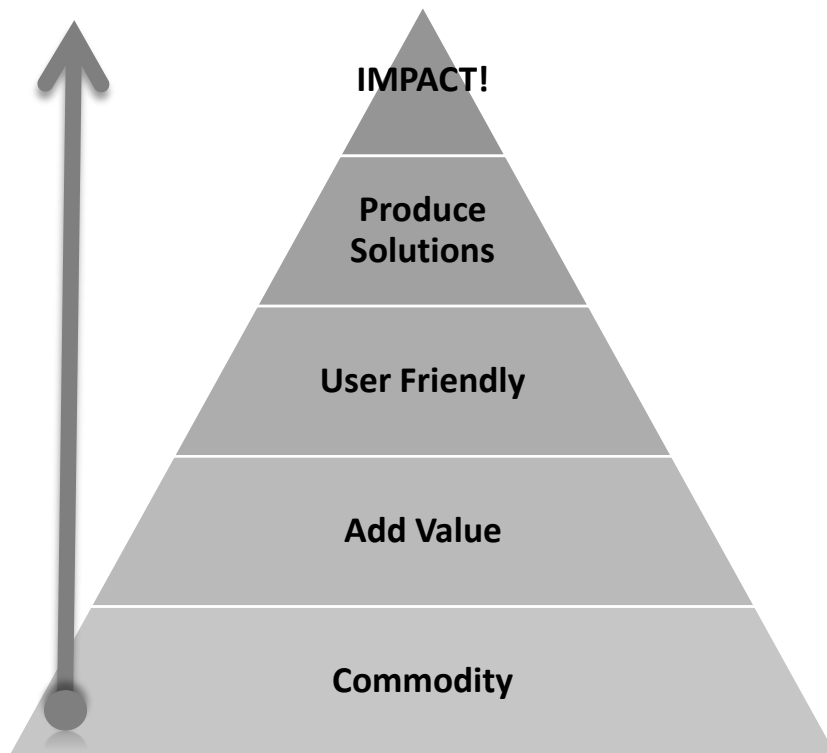 IMPACT!
Produce
Solutions
User Friendly
Add Value
Commodity